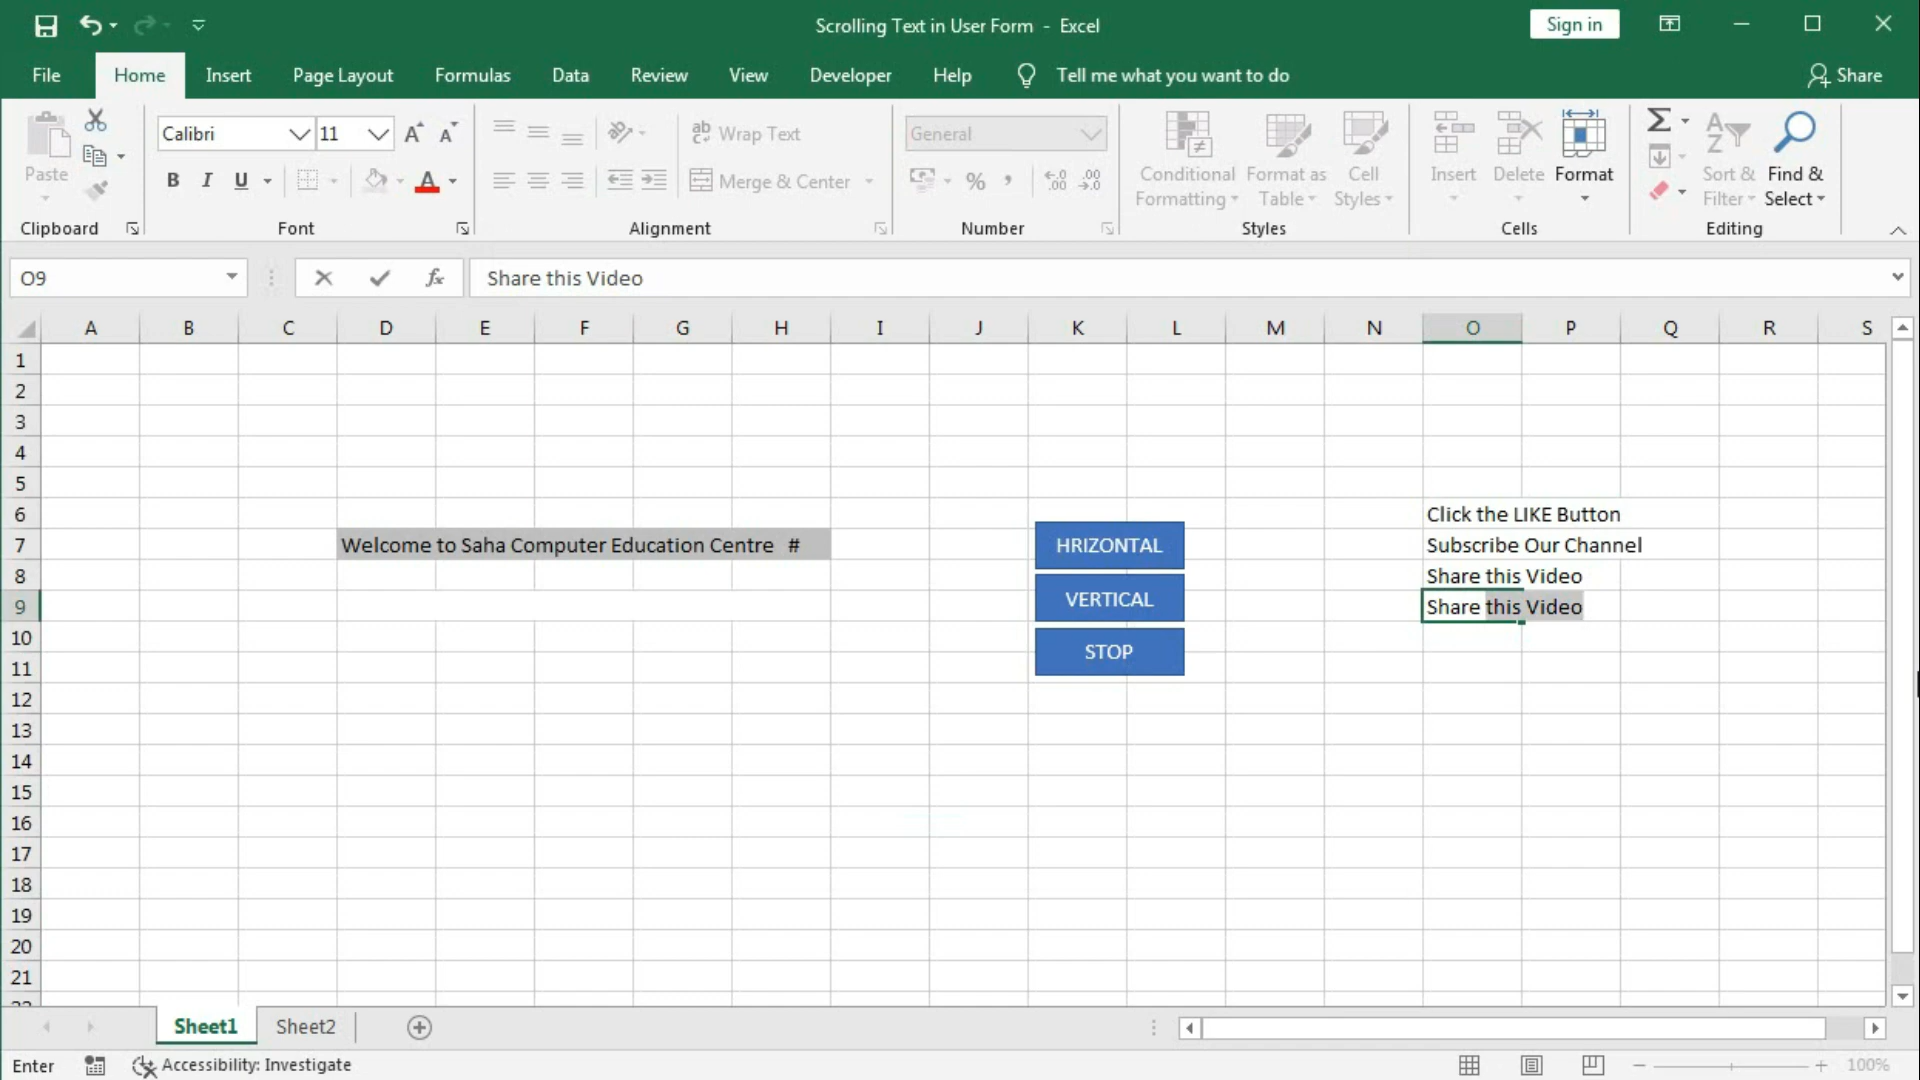 Scrolling Text in User Form - Excel
Sign in
File Home Insert Page Layout Formulas Data Review View Developer Help Tell me what you want to do Share
Paste
Clipboard
Calibri 11
B I U A
Font
Wrap Text
Merge & Center
Alignment
General
% ,
Number
Conditional Formatting
Format as Table
Cell Styles
Styles
Insert
Delete
Format
Cells
Sort & Filter
Find & Select
Editing
O9 fx Share this Video
A B C D E F G H I J K L M N O P Q R S
1
2
3
4
5
6 Click the LIKE Button
7 Welcome to Saha Computer Education Centre # HRIZONTAL Subscribe Our Channel
8 Share this Video
VERTICAL
9 Share this Video
10
STOP
11
12
13
14
15
16
17
18
19
20
21
Sheet1 Sheet2
Enter Accessibility: Investigate 100%